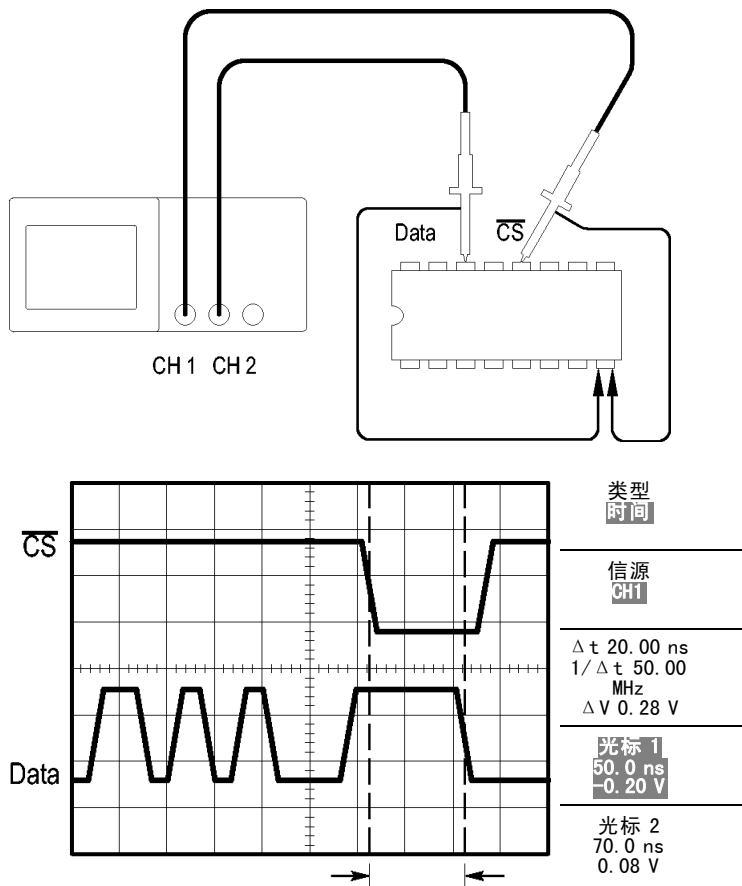 Data
CS
CH 1
CH 2
CS
Data
类型
时间
信源
CH1
Δt 20.00 ns
1/Δt 50.00
MHz
ΔV 0.28 V
光标 1
50.0 ns
-0.20 V
光标 2
70.0 ns
0.08 V